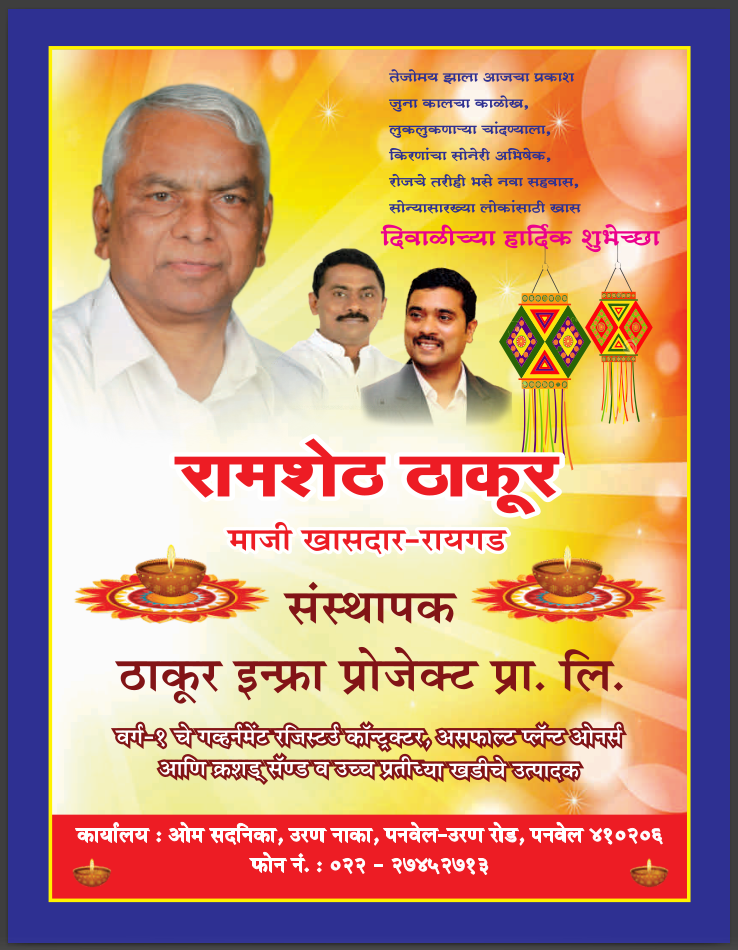 तेजोमय झाला आजचा प्रकाश
जुना कालचा काळोख,
लुकलुकणाऱ्या चांदण्याला,
किरणांचा सोनेरी अभिषेक,
रोजचे तरीही भसे नवा सहवास,
सोन्यासारख्या लोकांसाठी खास
दिवाळीच्या हार्दिक शुभेच्छा
रामशेठ ठाकूर
माजी खासदार-रायगड
संस्थापक
ठाकूर इन्फ्रा प्रोजेक्ट प्रा. लि.
वर्ग-१ चे गव्हर्नमेंट रजिस्टर्ड कॉन्ट्रक्टर, असफाल्ट प्लॅन्ट ओनर्स
आणि क्रशड् सॅण्ड व उच्च प्रतीच्या खडीचे उत्पादक
कार्यालय : ओम सदनिका, उरण नाका, पनवेल-उरण रोड, पनवेल ४१०२०६
फोन नं. : ०२२ - २७४५२७१३